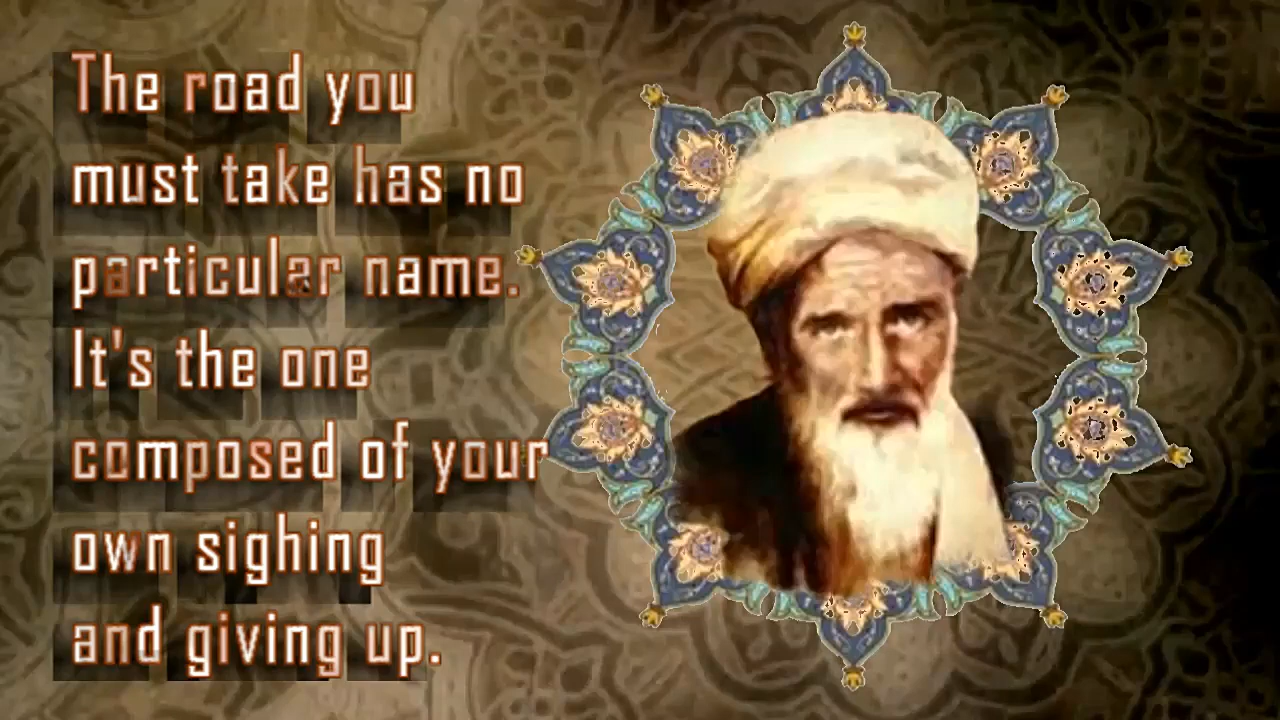 The road you
must take has no
particular name.
It's the one
composed of your
own sighing
and giving up.